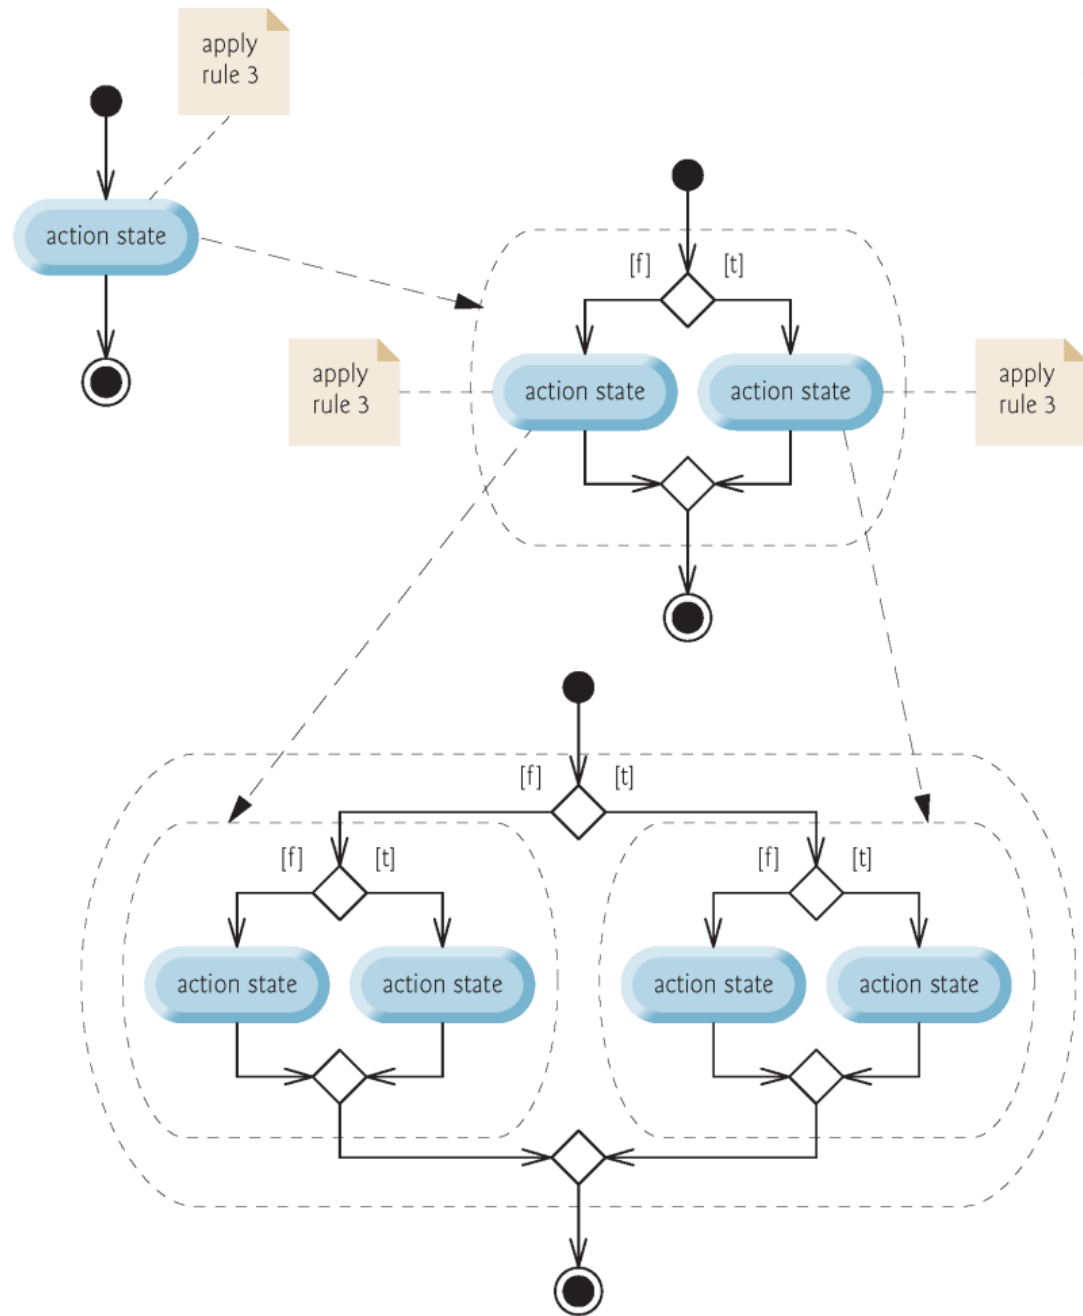 apply
rule 3
action state
[f] [t]
apply
rule 3
action state
action state
apply
rule 3
[f] [t]
[f] [t]
[f] [t]
action state
action state
action state
action state